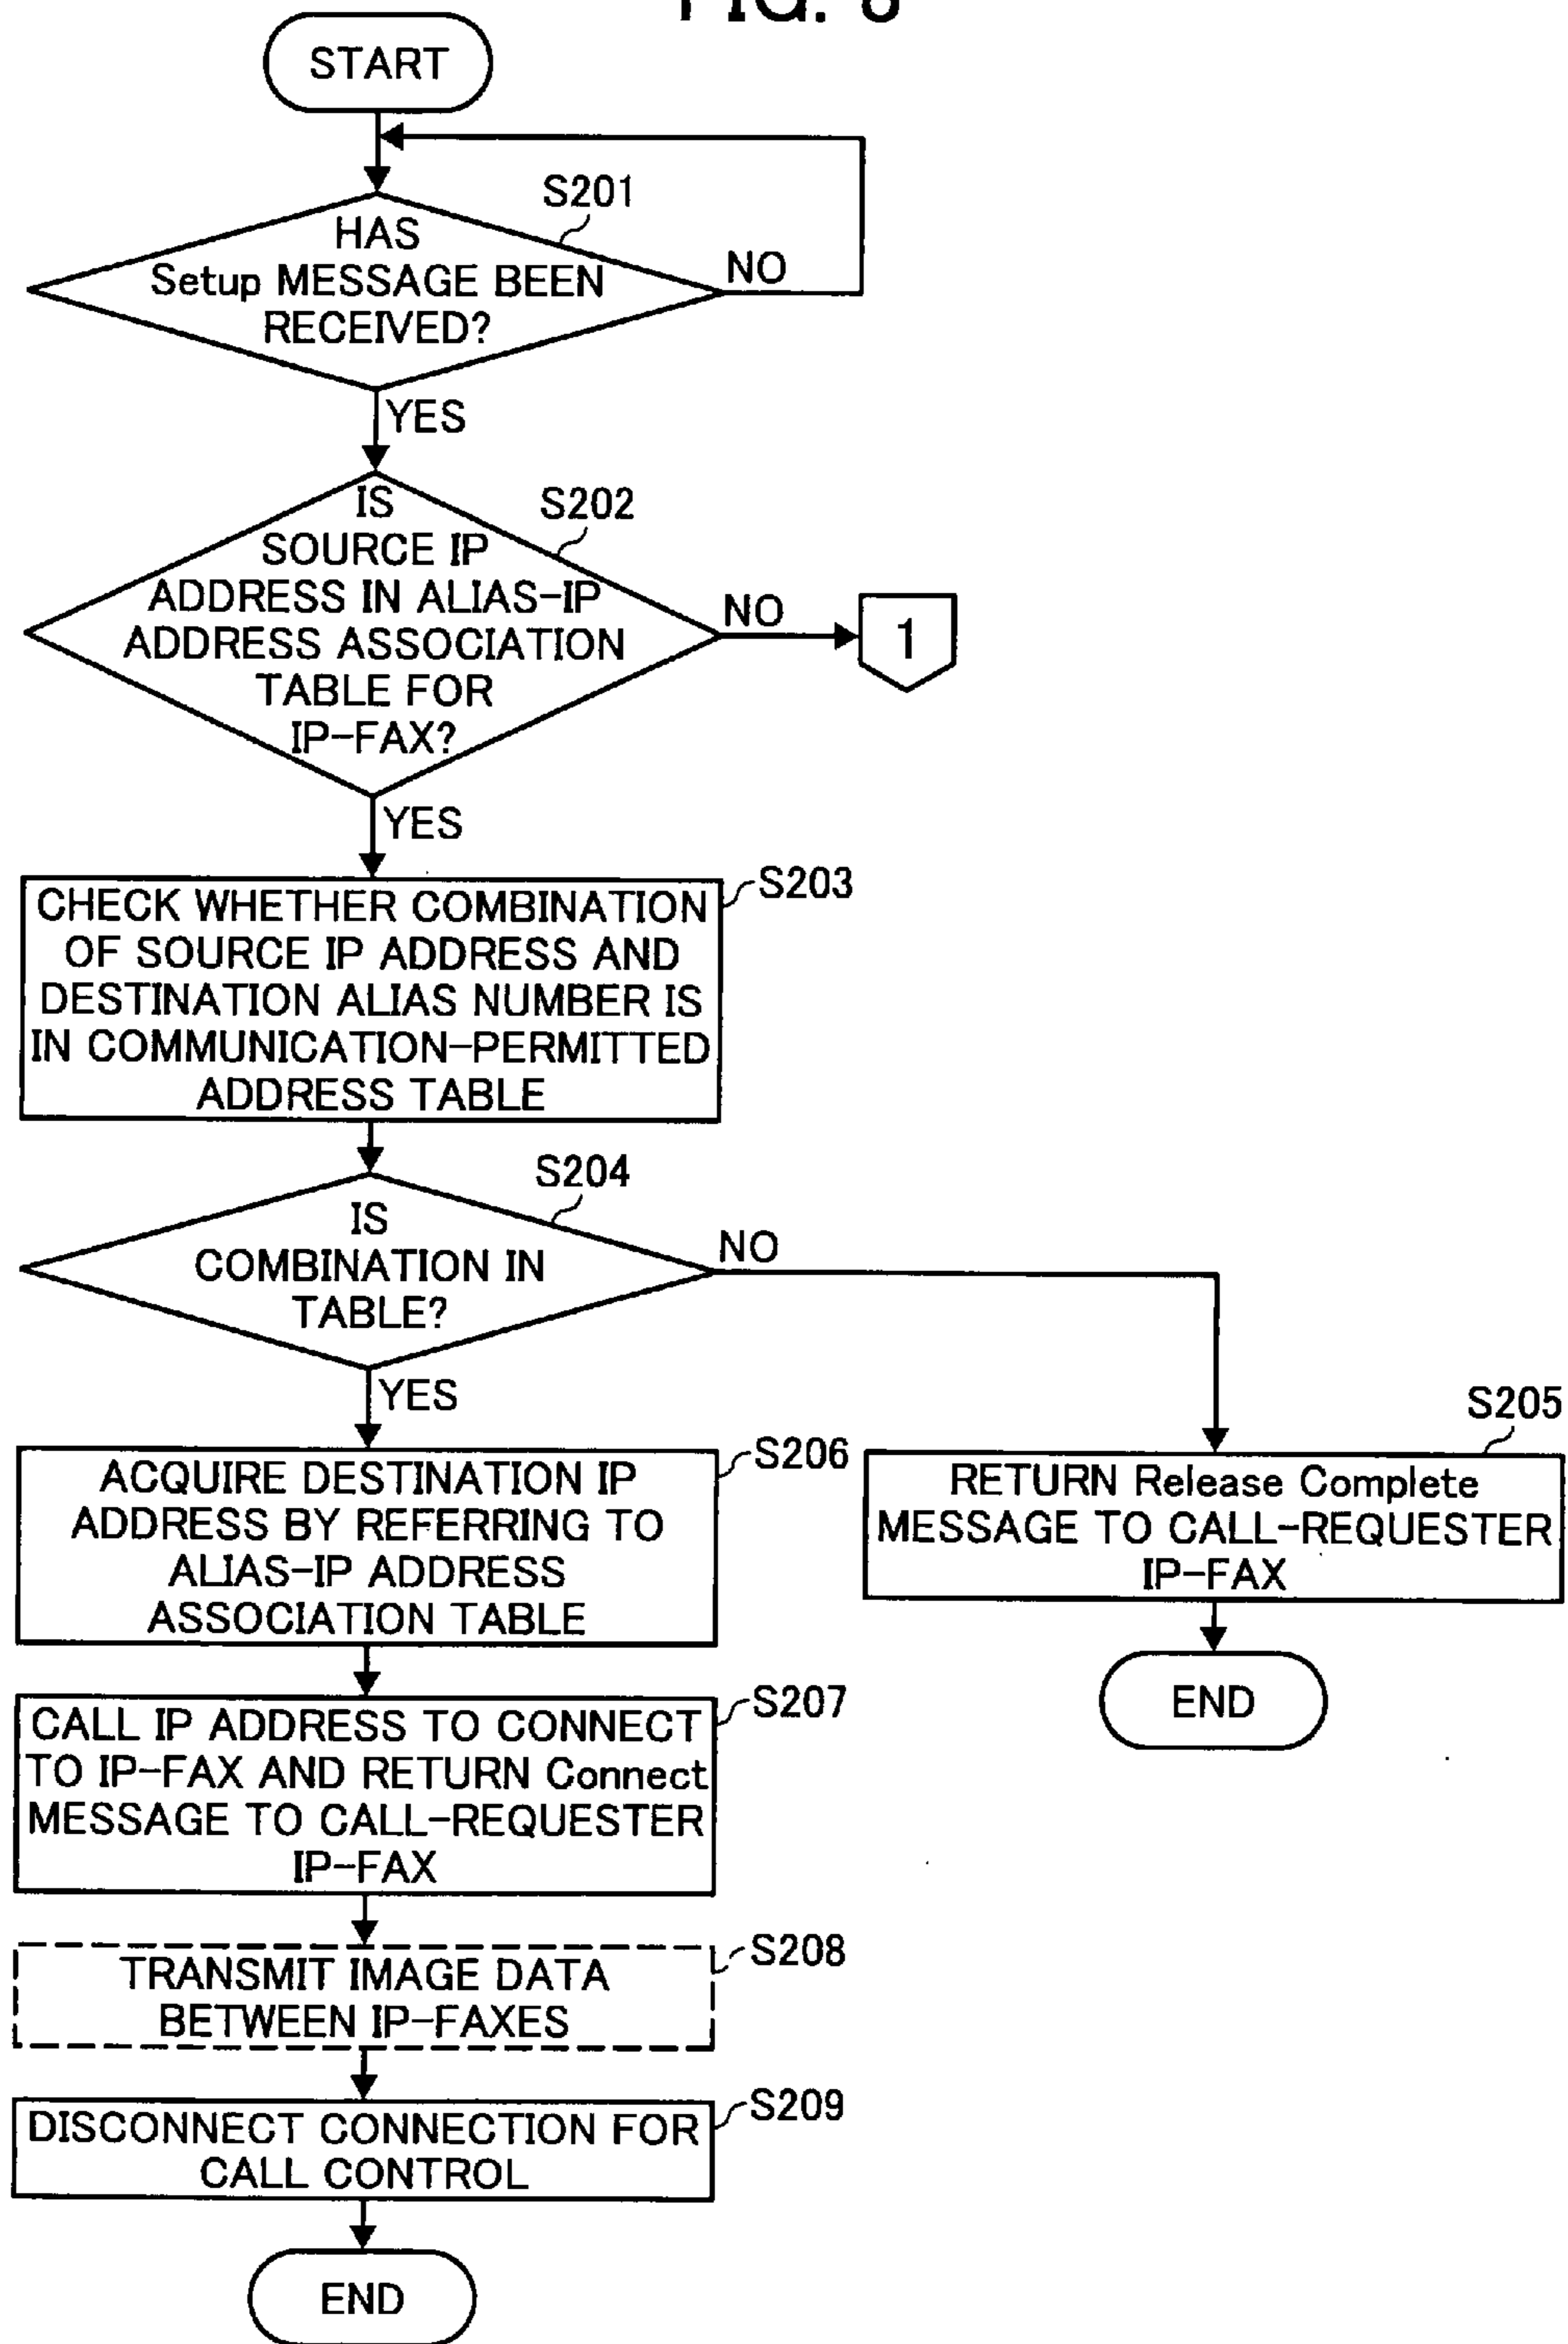 START
S201
HAS
Setup MESSAGE BEEN
RECEIVED?
NO
YES
S202
IS
SOURCE IP
ADDRESS IN ALIAS-IP
ADDRESS ASSOCIATION
TABLE FOR
IP-FAX?
NO
1
YES
S203
CHECK WHETHER COMBINATION
OF SOURCE IP ADDRESS AND
DESTINATION ALIAS NUMBER IS
IN COMMUNICATION-PERMITTED
ADDRESS TABLE
S204
IS
COMBINATION IN
TABLE?
NO
YES
S206
ACQUIRE DESTINATION IP
ADDRESS BY REFERRING TO
ALIAS-IP ADDRESS
ASSOCIATION TABLE
S205
RETURN Release Complete
MESSAGE TO CALL-REQUESTER
IP-FAX
END
S207
CALL IP ADDRESS TO CONNECT
TO IP-FAX AND RETURN Connect
MESSAGE TO CALL-REQUESTER
IP-FAX
S208
TRANSMIT IMAGE DATA
BETWEEN IP-FAXES
S209
DISCONNECT CONNECTION FOR
CALL CONTROL
END